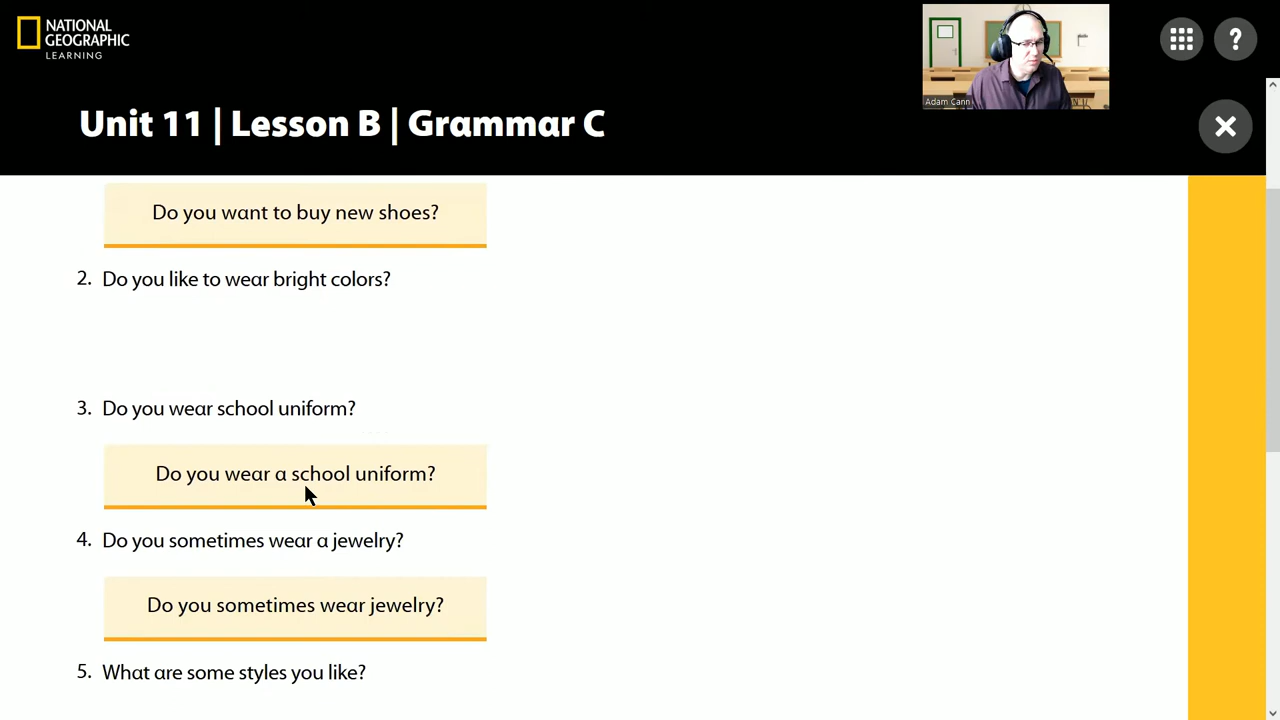 NATIONAL
GEOGRAPHIC
LEARNING
Adam Cann
?
Unit 11 | Lesson B | Grammar C
Do you want to buy new shoes?
2. Do you like to wear bright colors?
3. Do you wear school uniform?
Do you wear a school uniform?
4. Do you sometimes wear a jewelry?
Do you sometimes wear jewelry?
5. What are some styles you like?